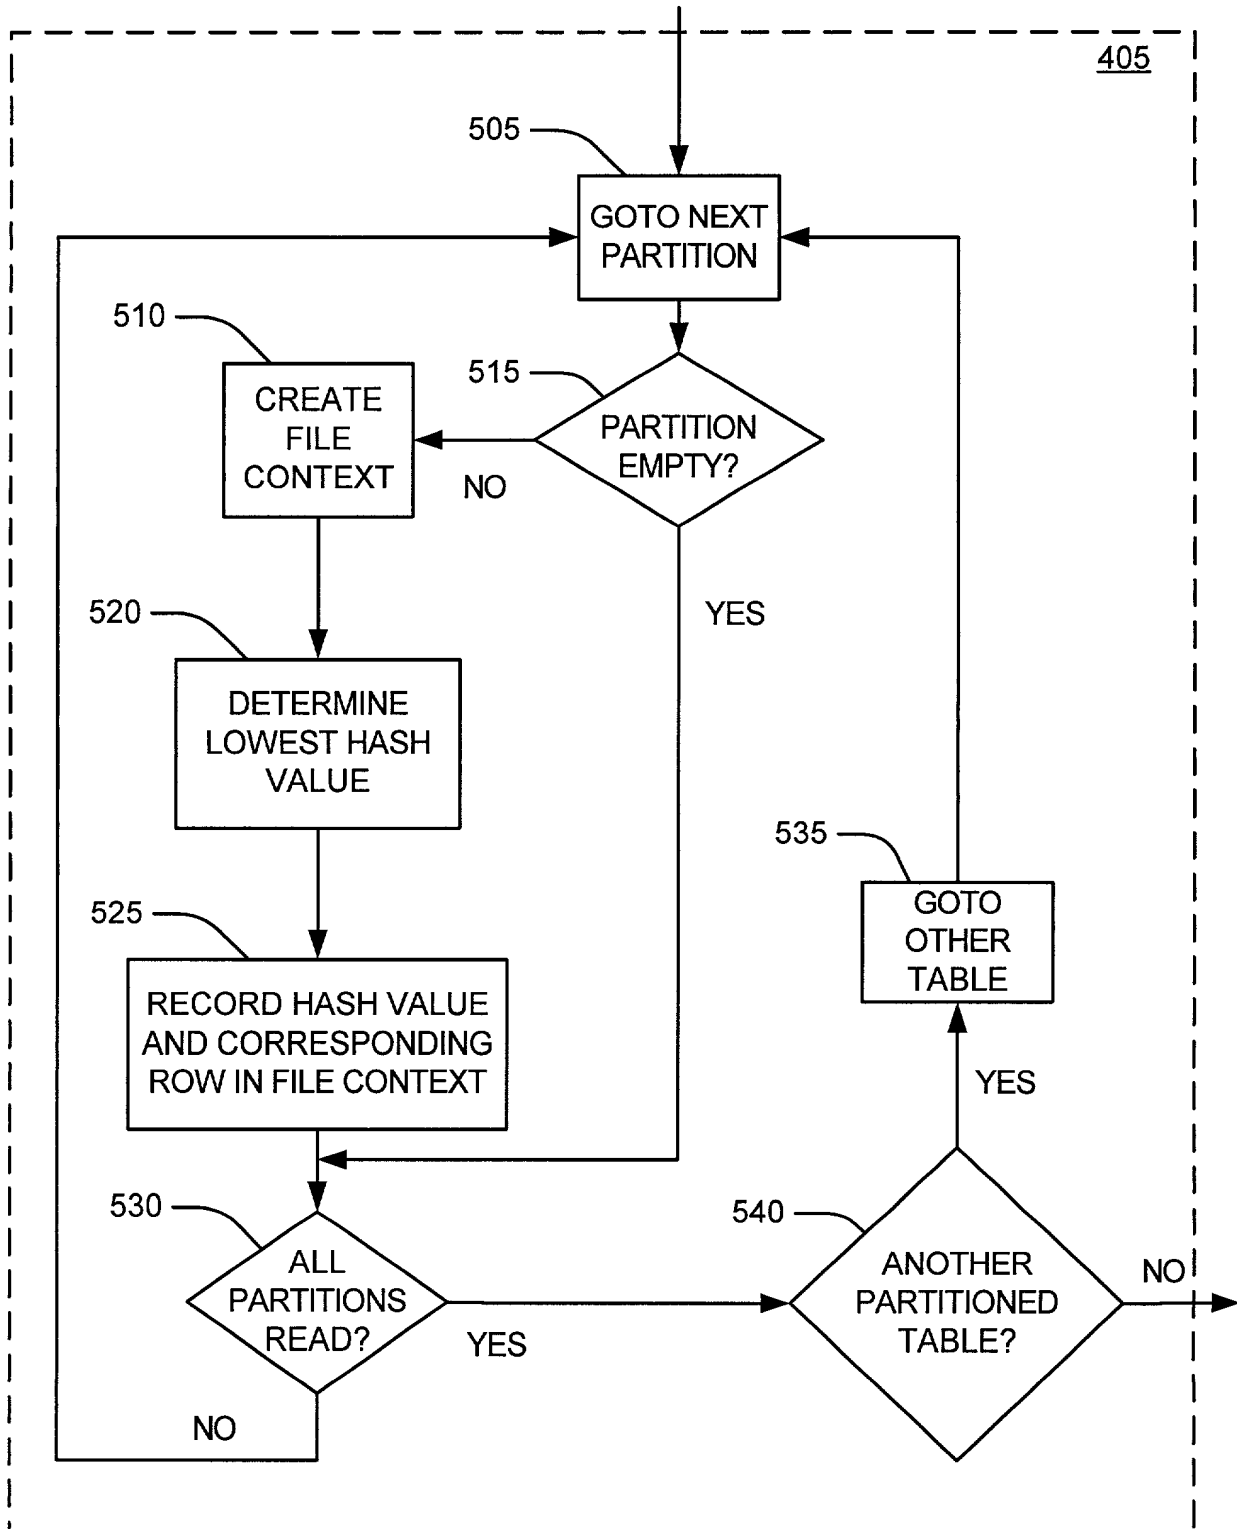 405
505
GOTO NEXT
PARTITION
510
515
CREATE
FILE
CONTEXT
PARTITION
EMPTY?
NO
YES
520
DETERMINE
LOWEST HASH
VALUE
535
GOTO
OTHER
TABLE
525
RECORD HASH VALUE
AND CORRESPONDING
ROW IN FILE CONTEXT
YES
530
540
ALL
PARTITIONS
READ?
YES
ANOTHER
PARTITIONED
TABLE?
NO
NO